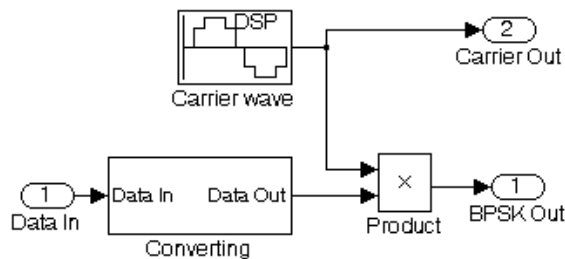 DSP
Carrier wave
2
Carrier Out
1
Data In
Data In
Data Out
Converting
×
Product
1
BPSK Out